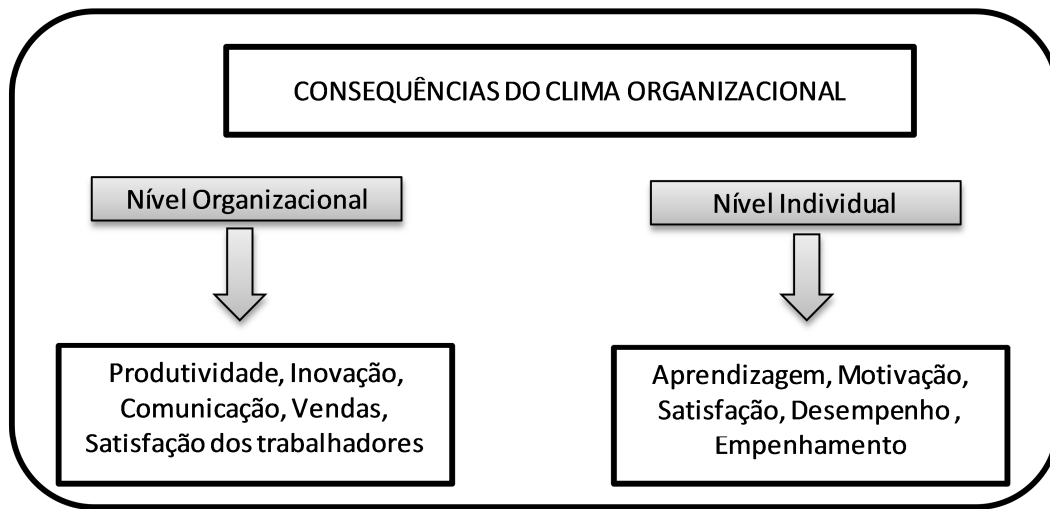 CONSEQUÊNCIAS DO CLIMA ORGANIZACIONAL
Nível Organizacional
Nível Individual
Produtividade, Inovação,
Comunicação, Vendas,
Satisfação dos trabalhadores
Aprendizagem, Motivação,
Satisfação, Desempenho ,
Empenhamento